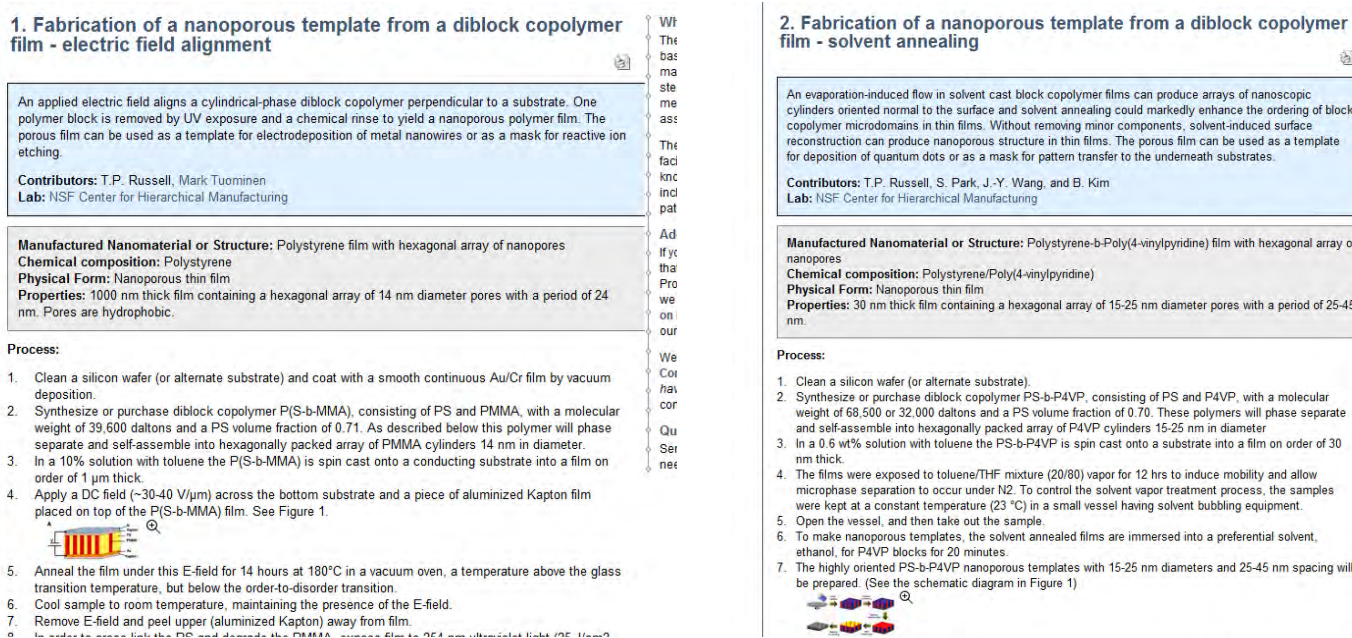 1. Fabrication of a nanoporous template from a diblock copolymer
film - electric field alignment
An applied electric field aligns a cylindrical-phase diblock copolymer perpendicular to a substrate. One
polymer block is removed by UV exposure and a chemical rinse to yield a nanoporous polymer film. The
porous film can be used as a template for electrodeposition of metal nanowires or as a mask for reactive ion
etching.
Contributors: T.P. Russell, Mark Tuominen
Lab: NSF Center for Hierarchical Manufacturing
Manufactured Nanomaterial or Structure: Polystyrene film with hexagonal array of nanopores
Chemical composition: Polystyrene
Physical Form: Nanoporous thin film
Properties: 1000 nm thick film containing a hexagonal array of 14 nm diameter pores with a period of 24
nm. Pores are hydrophobic.
Process:
1. Clean a silicon wafer (or alternate substrate) and coat with a smooth continuous Au/Cr film by vacuum
deposition.
2. Synthesize or purchase diblock copolymer P(S-b-MMA), consisting of PS and PMMA, with a molecular
weight of 39,600 daltons and a PS volume fraction of 0.71. As described below this polymer will phase
separate and self-assemble into hexagonally packed array of PMMA cylinders 14 nm in diameter.
3. In a 10% solution with toluene the P(S-b-MMA) is spin cast onto a conducting substrate into a film on
order of 1 µm thick.
4. Apply a DC field (~30-40 V/µm) across the bottom substrate and a piece of aluminized Kapton film
placed on top of the P(S-b-MMA) film. See Figure 1.
5. Anneal the film under this E-field for 14 hours at 180°C in a vacuum oven, a temperature above the glass
transition temperature, but below the order-to-disorder transition.
6. Cool sample to room temperature, maintaining the presence of the E-field.
7. Remove E-field and peel upper (aluminized Kapton) away from film.
Wh
The
bas
ma
ste
me
ass
The
faci
kno
incl
pat
Ad
If yo
that
Pro
we
on
our
We
Cor
hav
con
Qu
Ser
nee
2. Fabrication of a nanoporous template from a diblock copolymer
film - solvent annealing
An evaporation-induced flow in solvent cast block copolymer films can produce arrays of nanoscopic
cylinders oriented normal to the surface and solvent annealing could markedly enhance the ordering of block
copolymer microdomains in thin films. Without removing minor components, solvent-induced surface
reconstruction can produce nanoporous structure in thin films. The porous film can be used as a template
for deposition of quantum dots or as a mask for pattern transfer to the underneath substrates.
Contributors: T.P. Russell, S. Park, J.-Y. Wang, and B. Kim
Lab: NSF Center for Hierarchical Manufacturing
Manufactured Nanomaterial or Structure: Polystyrene-b-Poly(4-vinylpyridine) film with hexagonal array o
nanopores
Chemical composition: Polystyrene/Poly(4-vinylpyridine)
Physical Form: Nanoporous thin film
Properties: 30 nm thick film containing a hexagonal array of 15-25 nm diameter pores with a period of 25-45
nm.
Process:
1. Clean a silicon wafer (or alternate substrate).
2. Synthesize or purchase diblock copolymer PS-b-P4VP, consisting of PS and P4VP, with a molecular
weight of 68,500 or 32,000 daltons and a PS volume fraction of 0.70. These polymers will phase separate
and self-assemble into hexagonally packed array of P4VP cylinders 15-25 nm in diameter
3. In a 0.6 wt% solution with toluene the PS-b-P4VP is spin cast onto a substrate into a film on order of 30
nm thick.
4. The films were exposed to toluene/THF mixture (20/80) vapor for 12 hrs to induce mobility and allow
microphase separation to occur under N2. To control the solvent vapor treatment process, the samples
were kept at a constant temperature (23 °C) in a small vessel having solvent bubbling equipment.
5. Open the vessel, and then take out the sample.
6. To make nanoporous templates, the solvent annealed films are immersed into a preferential solvent,
ethanol, for P4VP blocks for 20 minutes.
7. The highly oriented PS-b-P4VP nanoporous templates with 15-25 nm diameters and 25-45 nm spacing will
be prepared. (See the schematic diagram in Figure 1)